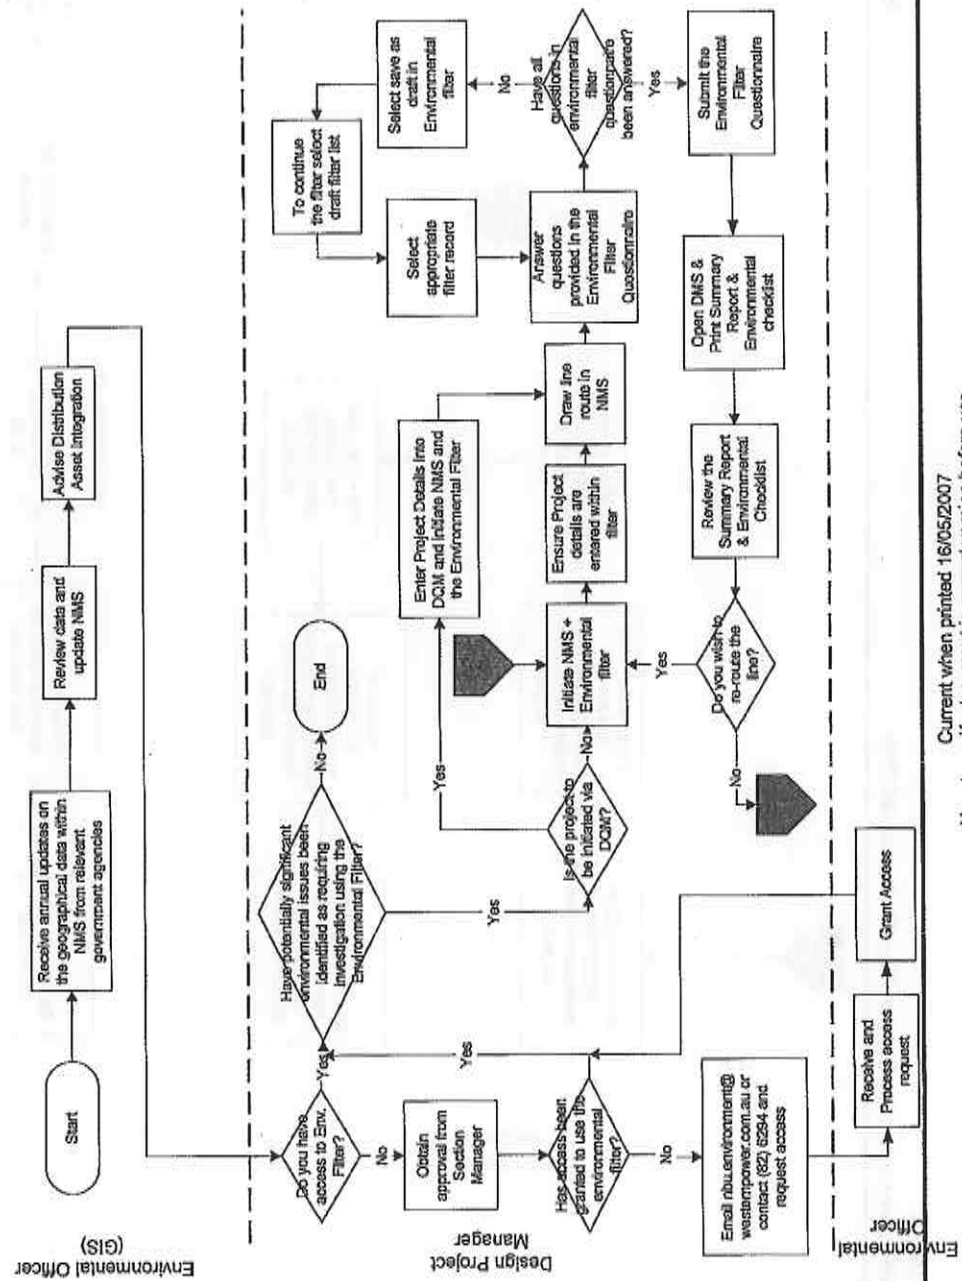 Environmental Officer
(GIS)
Start
Receive annual updates on
the geographical data within
NMS from relevant
government agencies
Review data and
update NMS
Advise Distribution
Asset Integration
Design Project
Manager
Do you have
access to Env.
Filter?
Yes
No
Obtain
approval from
Section
Manager
Has access been
granted to use the
environmental
filter?
Yes
No
Email nbu.environment@
westernpower.com.au or
contact (82) 6294 and
request access
Have potentially significant
environmental issues been
identified as requiring
investigation using the
Environmental Filter?
No
End
Yes
Is the project to
be initiated via
DQM?
Yes
No
Enter Project Details into
DQM and initiate NMS and
the Environmental Filter
Initiate NMS +
Environmental
filter
Ensure Project
details are
entered within
filter
Draw line
route in
NMS
Answer
questions
provided in the
Environmental
Filter
Questionnaire
Have all
questions in
environmental
filter
been answered?
No
Select save as
draft in
Environmental
filter
To continue
the filter select
draft filter list
Select
appropriate
filter record
Yes
Submit the
Environmental
Filter
Questionnaire
Open DMS &
Print Summary
Report &
Environmental
checklist
Review the
Summary Report
& Environmental
Checklist
Do you wish to
re-route the
line?
Yes
No
Environmental
Officer
Receive and
Process access
request
Grant Access
Current when printed 16/05/2007